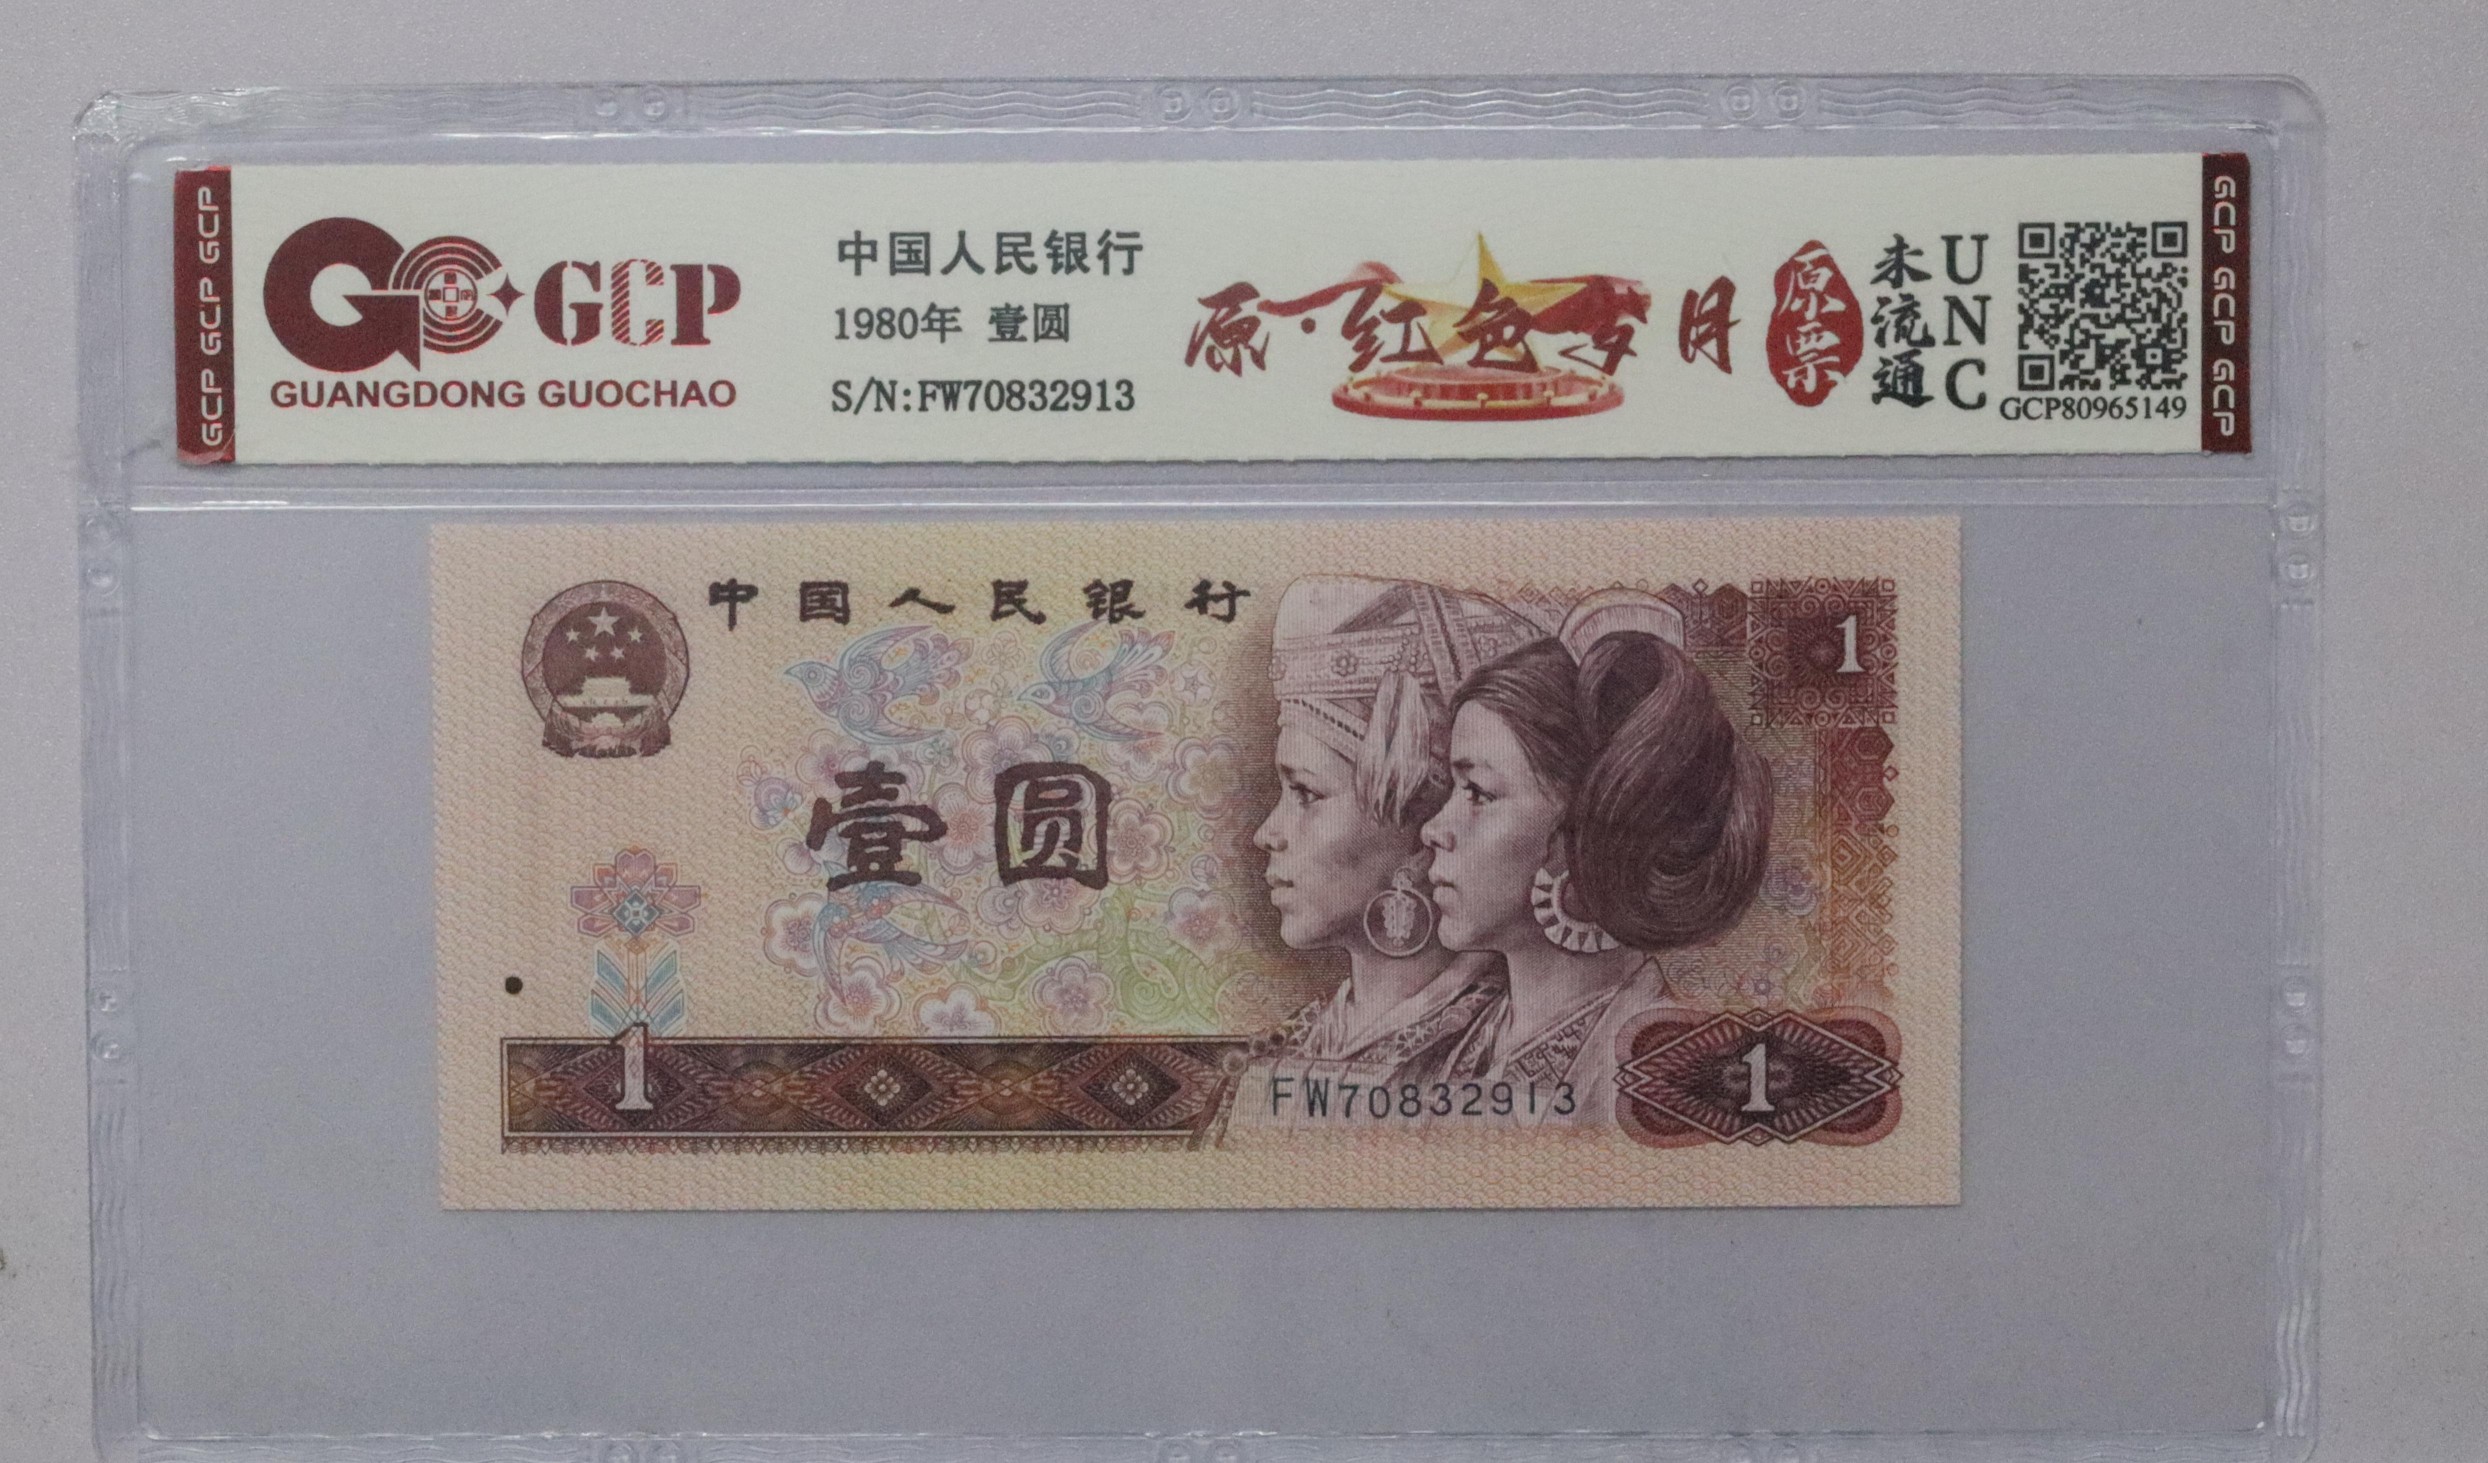 GCP GCP GCP
GCP
GUANGDONG GUOCHAO
中国人民银行
1980年 壹圆
S/N:FW70832913
原·红色岁月
原票
未流通
UNC
GCP80965149
GCP GCP GCP
中国人民银行
1
壹圆
1
FW70832913
1